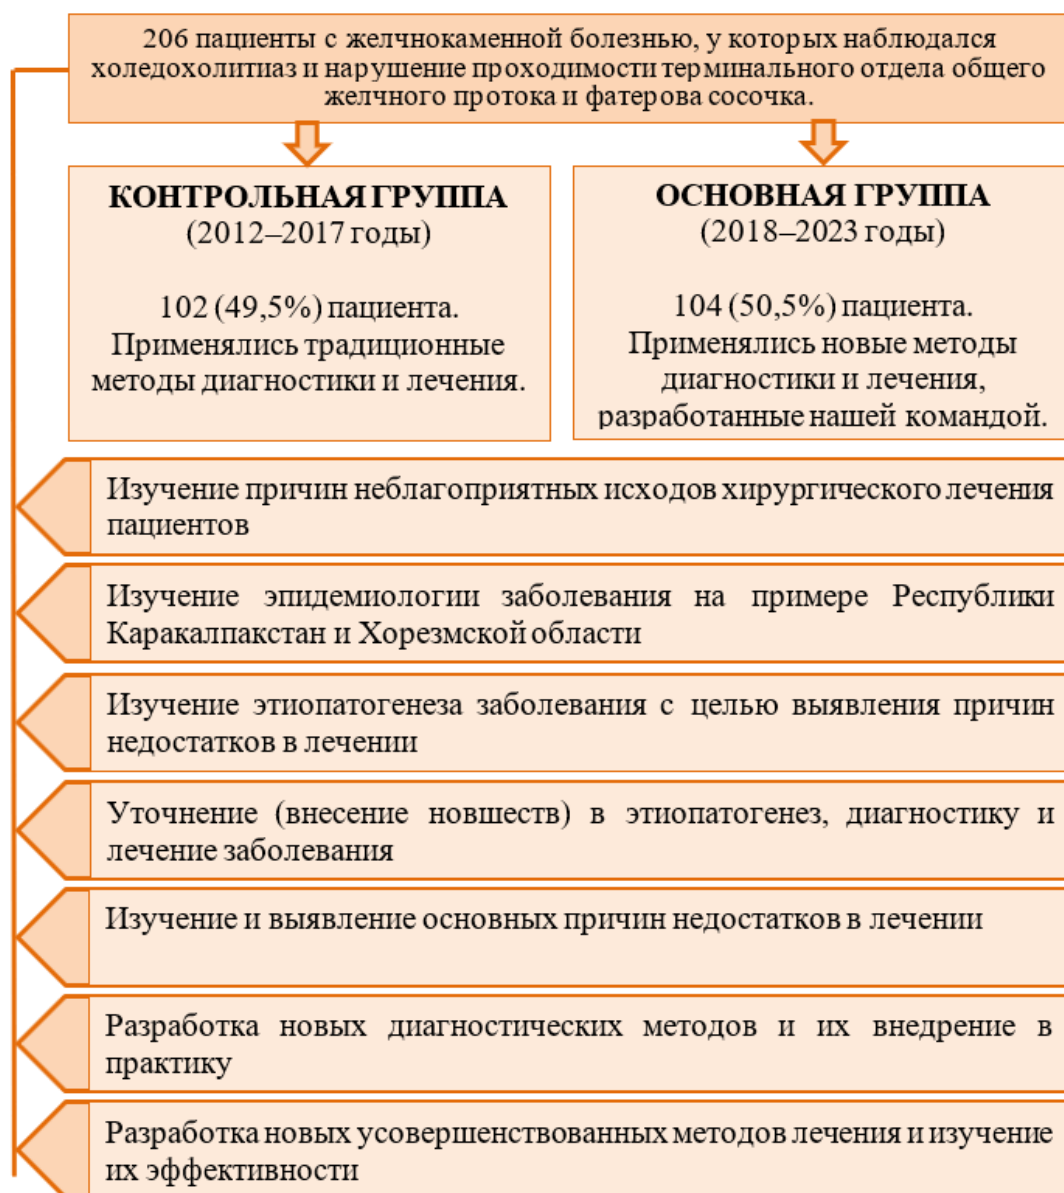 206 пациенты с желчнокаменной болезнью, у которых наблюдался
холедохолитиаз и нарушение проходимости терминального отдела общего
желчного протока и фатерова сосочка.
КОНТРОЛЬНАЯ ГРУППА
(2012–2017 годы)
102 (49,5%) пациента.
Применялись традиционные
методы диагностики и лечения.
ОСНОВНАЯ ГРУППА
(2018–2023 годы)
104 (50,5%) пациента.
Применялись новые методы
диагностики и лечения,
разработанные нашей командой.
Изучение причин неблагоприятных исходов хирургического лечения
пациентов
Изучение эпидемиологии заболевания на примере Республики
Каракалпакстан и Хорезмской области
Изучение этиопатогенеза заболевания с целью выявления причин
недостатков в лечении
Уточнение (внесение новшеств) в этиопатогенез, диагностику и
лечение заболевания
Изучение и выявление основных причин недостатков в лечении
Разработка новых диагностических методов и их внедрение в
практику
Разработка новых усовершенствованных методов лечения и изучение
их эффективности